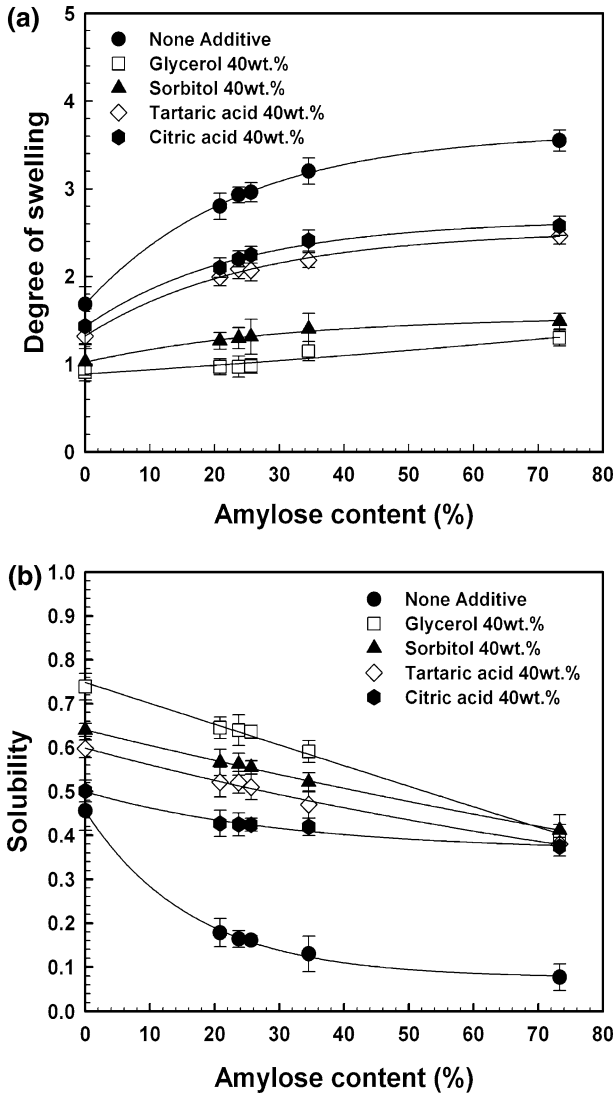 (a)
5
4
3
2
1
0
Degree of swelling
None Additive
Glycerol 40wt.%
Sorbitol 40wt.%
Tartaric acid 40wt.%
Citric acid 40wt.%
0 10 20 30 40 50 60 70 80
Amylose content (%)
(b)
1.0
0.9
0.8
0.7
0.6
0.5
0.4
0.3
0.2
0.1
0.0
Solubility
None Additive
Glycerol 40wt.%
Sorbitol 40wt.%
Tartaric acid 40wt.%
Citric acid 40wt.%
0 10 20 30 40 50 60 70 80
Amylose content (%)